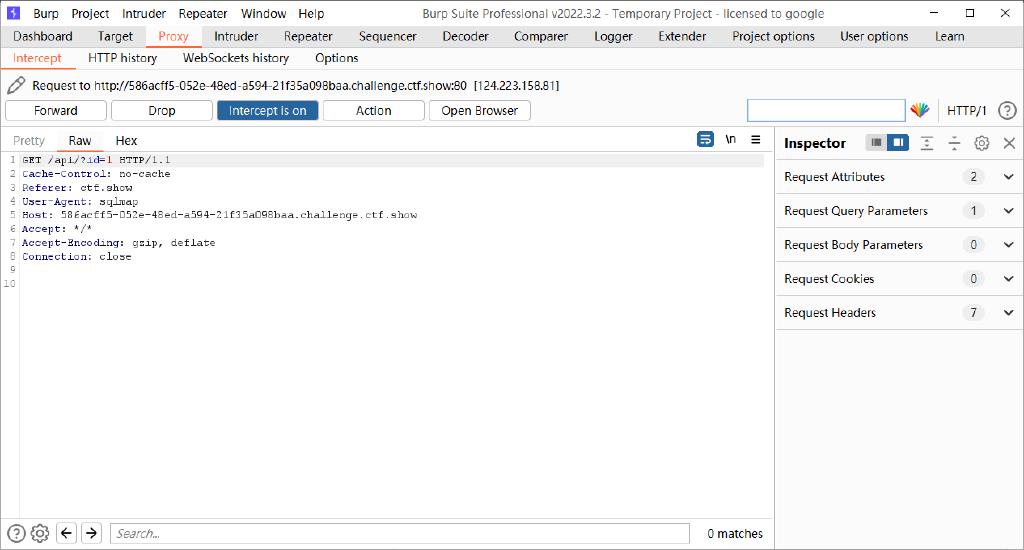 Burp Project Intruder Repeater Window Help Burp Suite Professional v2022.3.2 - Temporary Project - licensed to google
Dashboard Target Proxy Intruder Repeater Sequencer Decoder Comparer Logger Extender Project options User options Learn
Intercept HTTP history WebSockets history Options
Request to http://586acff5-052e-48ed-a594-21f35a098baa.challenge.ctf.show:80 [124.223.158.81]
Forward Drop Intercept is on Action Open Browser HTTP/1 ?
Pretty Raw Hex \n
1 GET /api/?id=1 HTTP/1.1
2 Cache-Control: no-cache
3 Referer: ctf.show
4 User-Agent: sqlmap
5 Host: 586acff5-052e-48ed-a594-21f35a098baa.challenge.ctf.show
6 Accept: */*
7 Accept-Encoding: gzip, deflate
8 Connection: close
9
10
Inspector
Request Attributes 2
Request Query Parameters 1
Request Body Parameters 0
Request Cookies 0
Request Headers 7
? Search... 0 matches